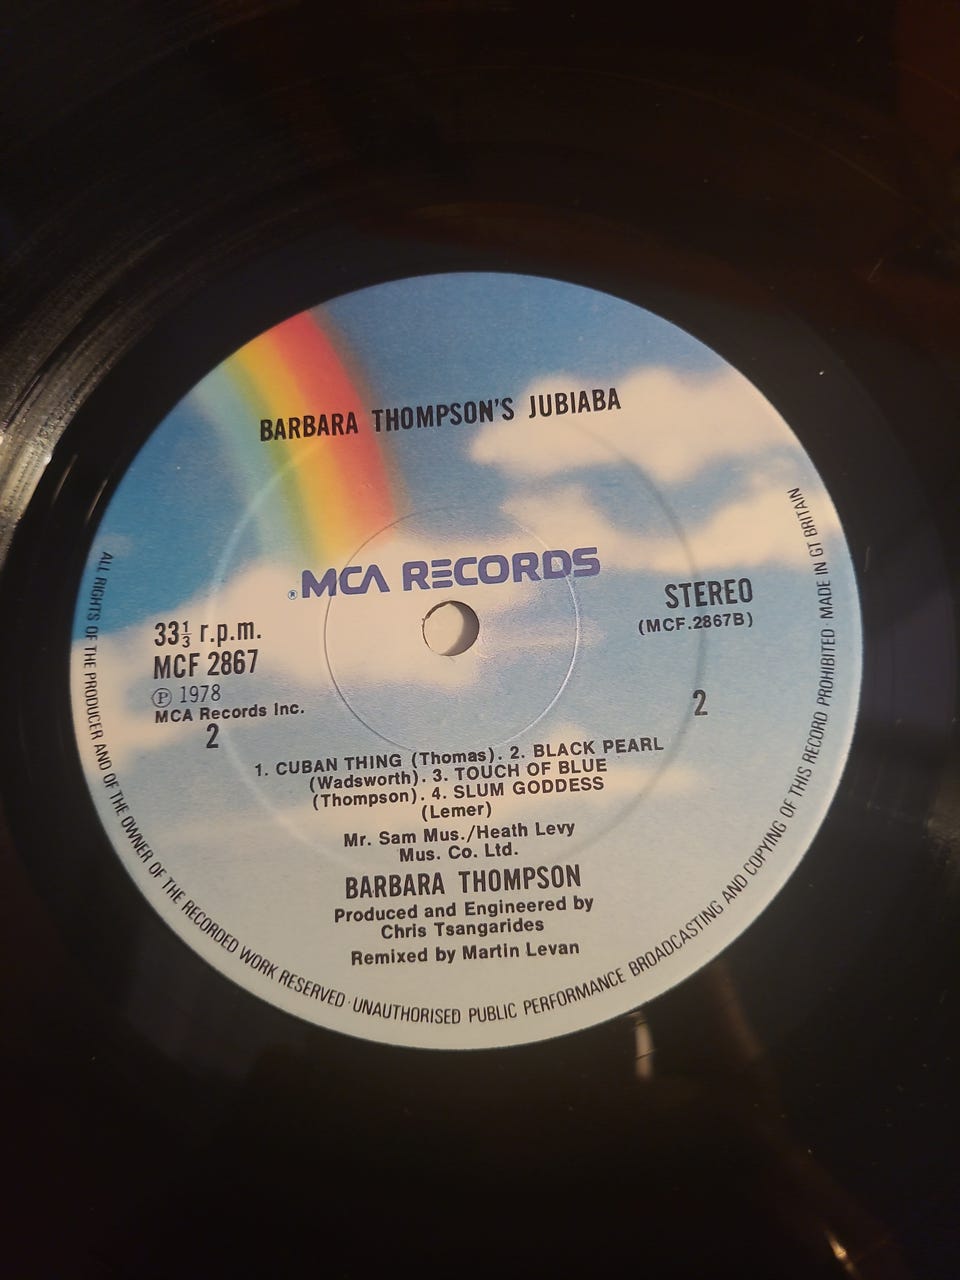 BARBARA THOMPSON'S JUBIABA
® MCA RECORDS
33⅓ r.p.m.
MCF 2867
Ⓟ 1978
MCA Records Inc.
2
STEREO
(MCF.2867B)
2
1. CUBAN THING (Thomas). 2. BLACK PEARL
(Wadsworth). 3. TOUCH OF BLUE
(Thompson). 4. SLUM GODDESS
(Lemer)
Mr. Sam Mus./Heath Levy
Mus. Co. Ltd.
BARBARA THOMPSON
Produced and Engineered by
Chris Tsangarides
Remixed by Martin Levan
ALL RIGHTS OF THE PRODUCER AND OF THE OWNER OF THE RECORDED WORK RESERVED · UNAUTHORISED PUBLIC PERFORMANCE BROADCASTING AND COPYING OF THIS RECORD PROHIBITED · MADE IN GT BRITAIN